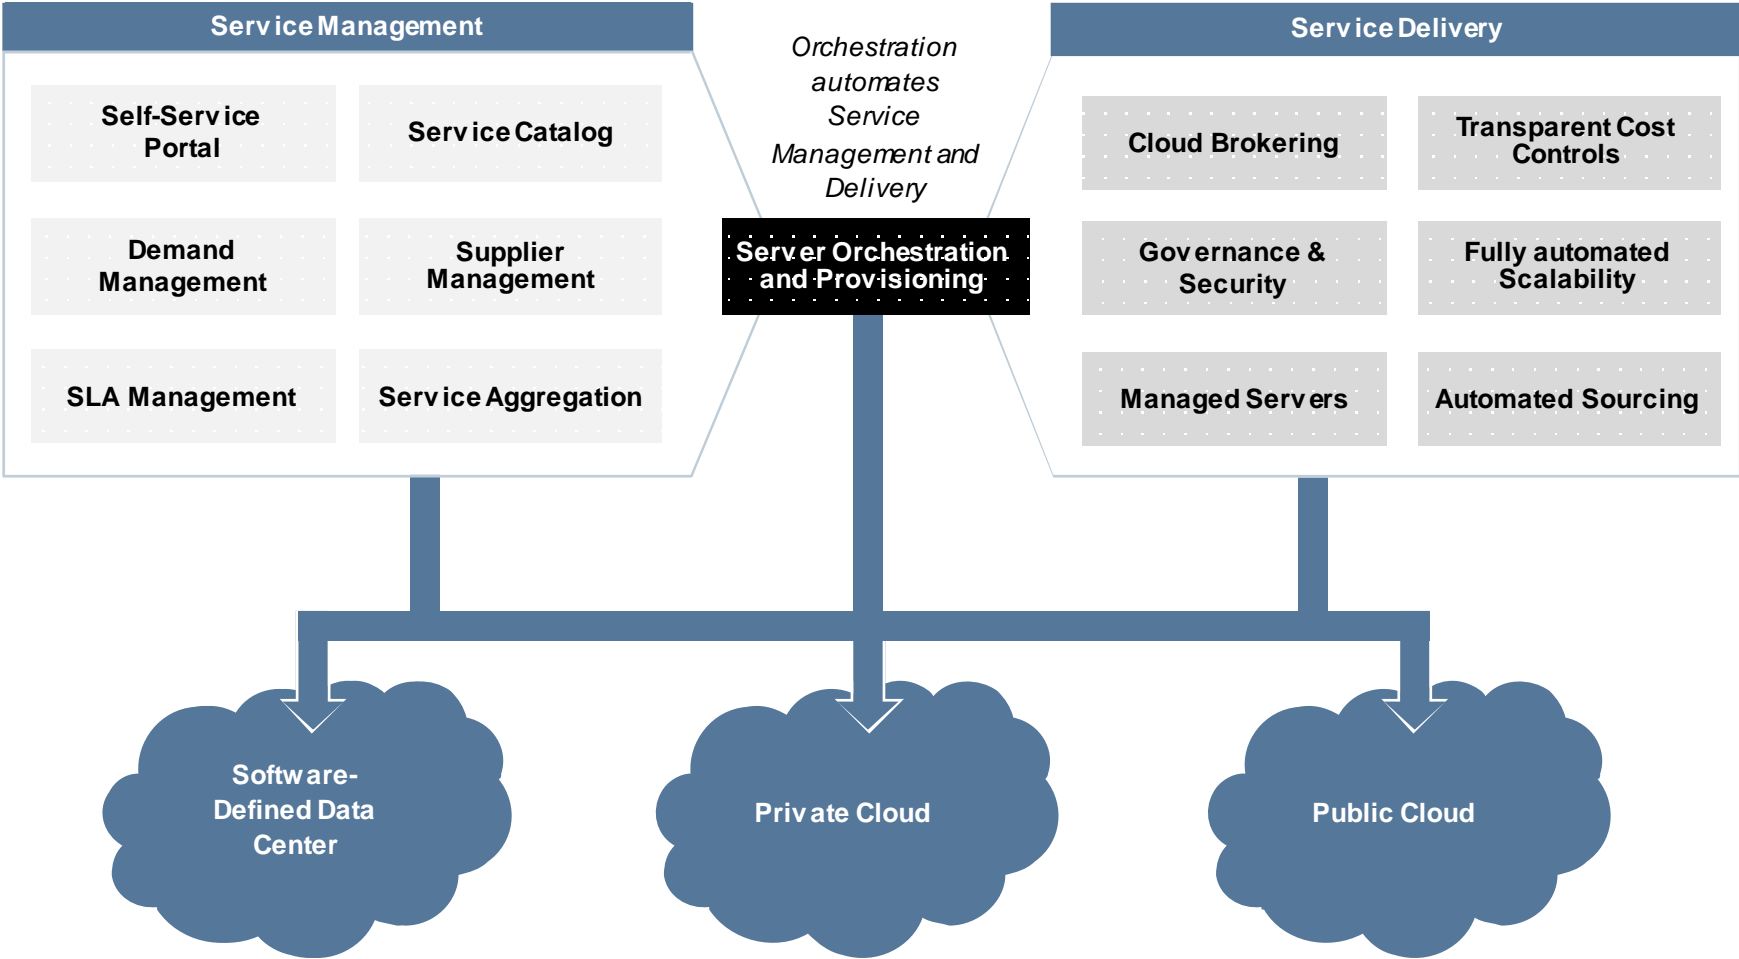 Service Management
Self-Service
Portal
Service Catalog
Demand
Management
Supplier
Management
SLA Management
Service Aggregation
Orchestration
automates
Service
Management and
Delivery
Server Orchestration
and Provisioning
Service Delivery
Cloud Brokering
Transparent Cost
Controls
Governance &
Security
Fully automated
Scalability
Managed Servers
Automated Sourcing
Software-
Defined Data
Center
Private Cloud
Public Cloud